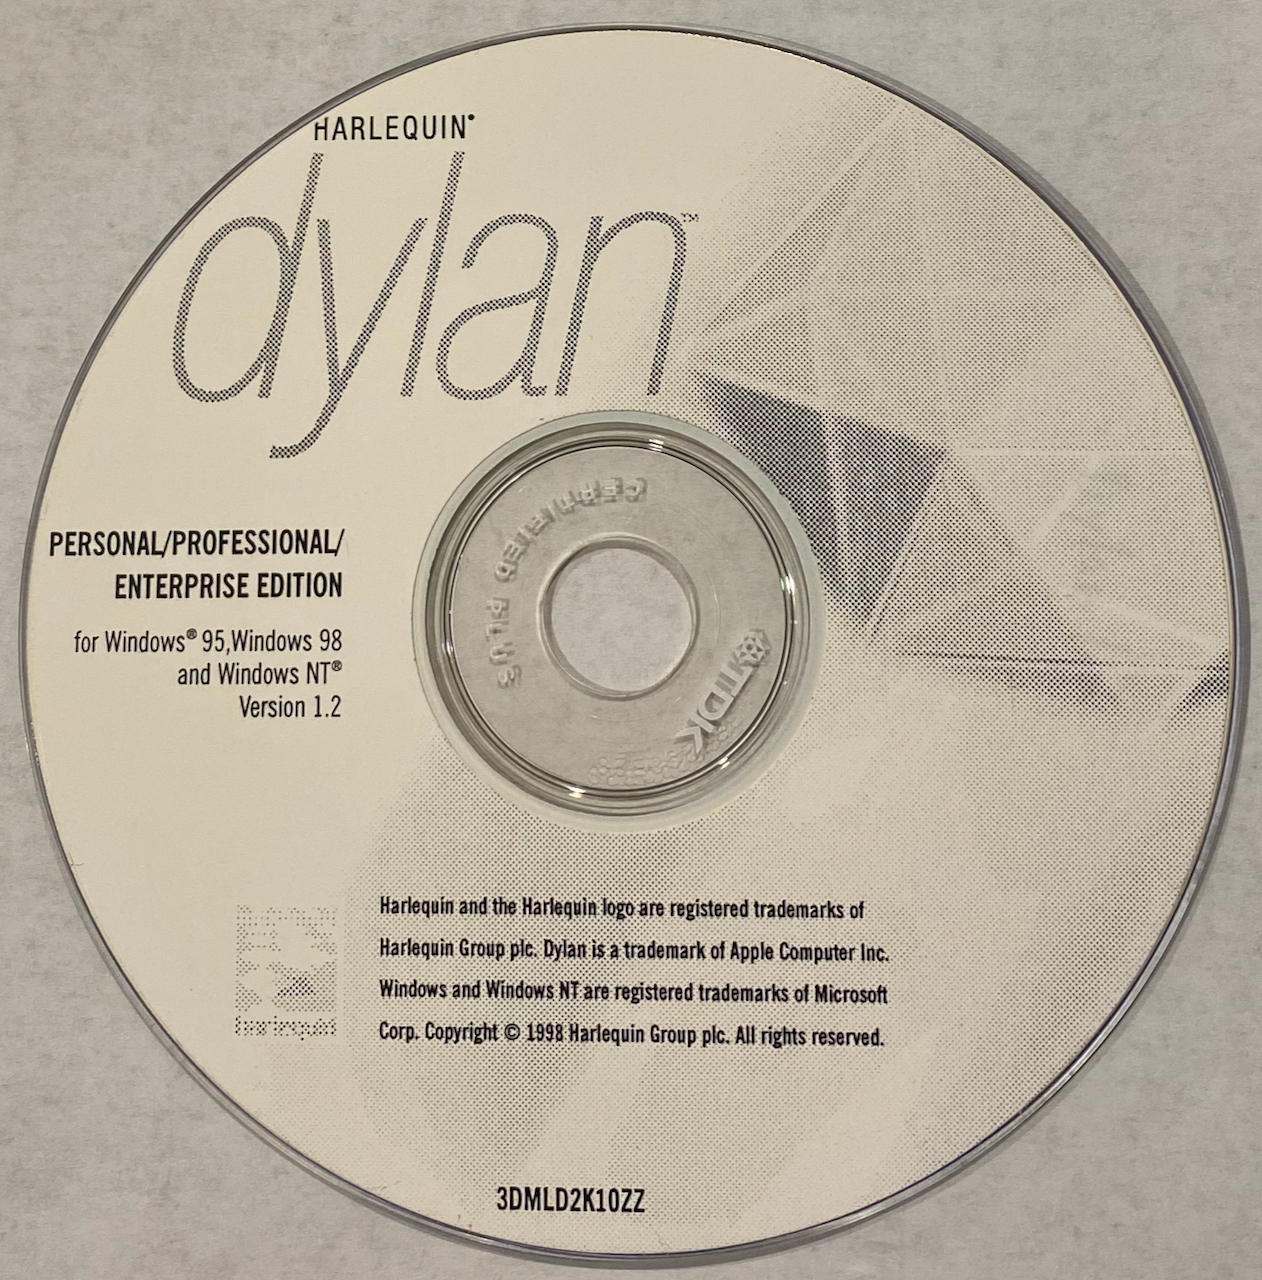 HARLEQUIN®
dylan™
PERSONAL/PROFESSIONAL/
ENTERPRISE EDITION
for Windows® 95,Windows 98
and Windows NT®
Version 1.2
CERTIFIED PLUS
TDK
Harlequin and the Harlequin logo are registered trademarks of
Harlequin Group plc. Dylan is a trademark of Apple Computer Inc.
Windows and Windows NT are registered trademarks of Microsoft
Corp. Copyright © 1998 Harlequin Group plc. All rights reserved.
Harlequin
3DMLD2K10ZZ